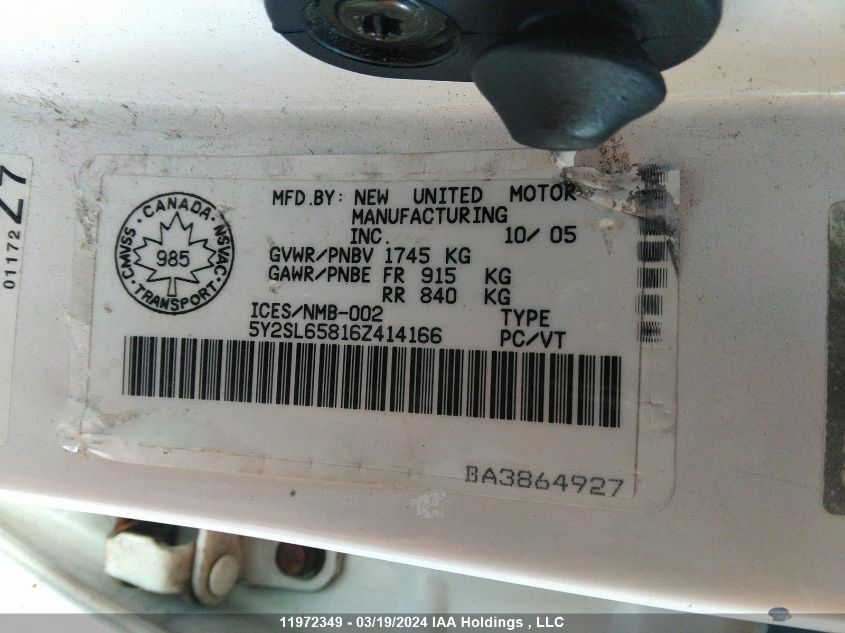 MFD.BY: NEW UNITED MOTOR
MANUFACTURING
INC. 10/ 05
GVWR/PNBV 1745 KG
GAWR/PNBE FR 915 KG
RR 840 KG
ICES/NMB-002 TYPE
5Y2SL65816Z414166 PC/VT
CANADA
CMVSS NSVAC
985
TRANSPORT
BA3864927
01172 Z7
11972349 - 03/19/2024 IAA Holdings , LLC